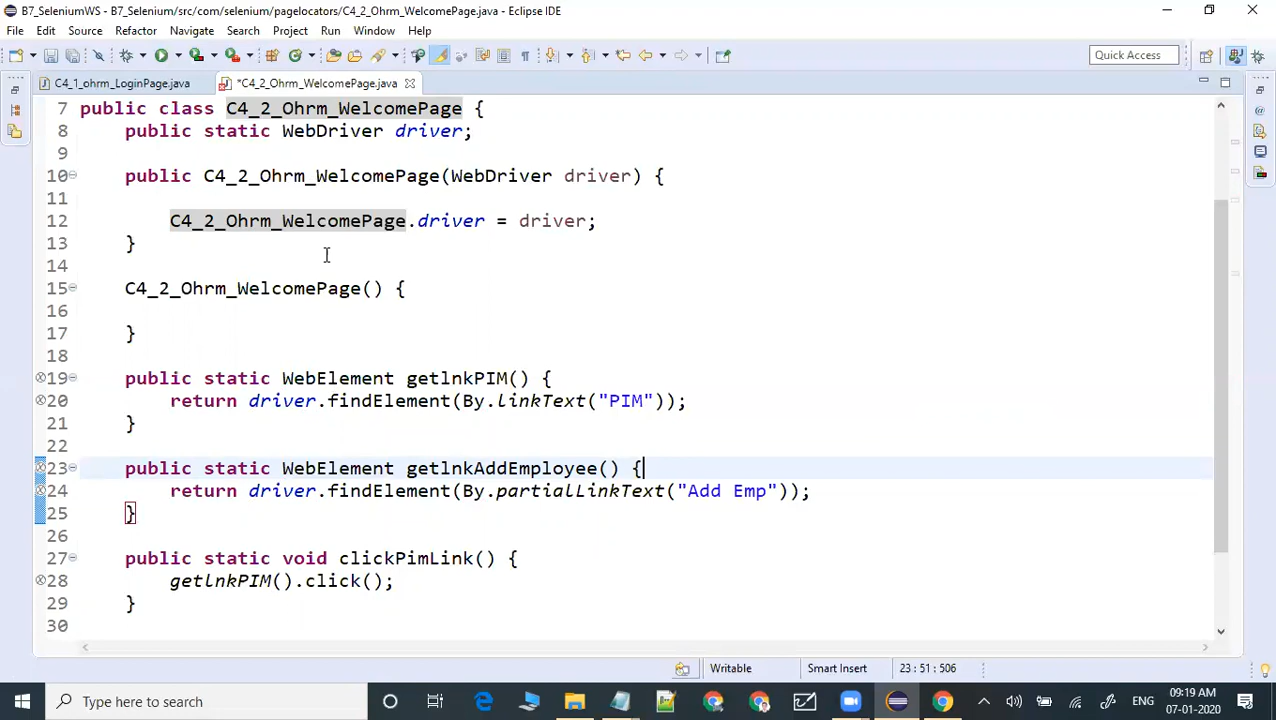 B7_SeleniumWS - B7_Selenium/src/com/selenium/pagelocators/C4_2_Ohrm_WelcomePage.java - Eclipse IDE
File Edit Source Refactor Navigate Search Project Run Window Help
Quick Access
C4_1_ohrm_LoginPage.java *C4_2_Ohrm_WelcomePage.java
7 public class C4_2_Ohrm_WelcomePage {
8 public static WebDriver driver;
9
10 public C4_2_Ohrm_WelcomePage(WebDriver driver) {
11
12 C4_2_Ohrm_WelcomePage.driver = driver;
13 }
14
15 C4_2_Ohrm_WelcomePage() {
16
17 }
18
19 public static WebElement getlnkPIM() {
20 return driver.findElement(By.linkText("PIM"));
21 }
22
23 public static WebElement getlnkAddEmployee() {
24 return driver.findElement(By.partialLinkText("Add Emp"));
25 }
26
27 public static void clickPimLink() {
28 getlnkPIM().click();
29 }
30
Writable Smart Insert 23 : 51 : 506
Type here to search
ENG
09:19 AM
07-01-2020